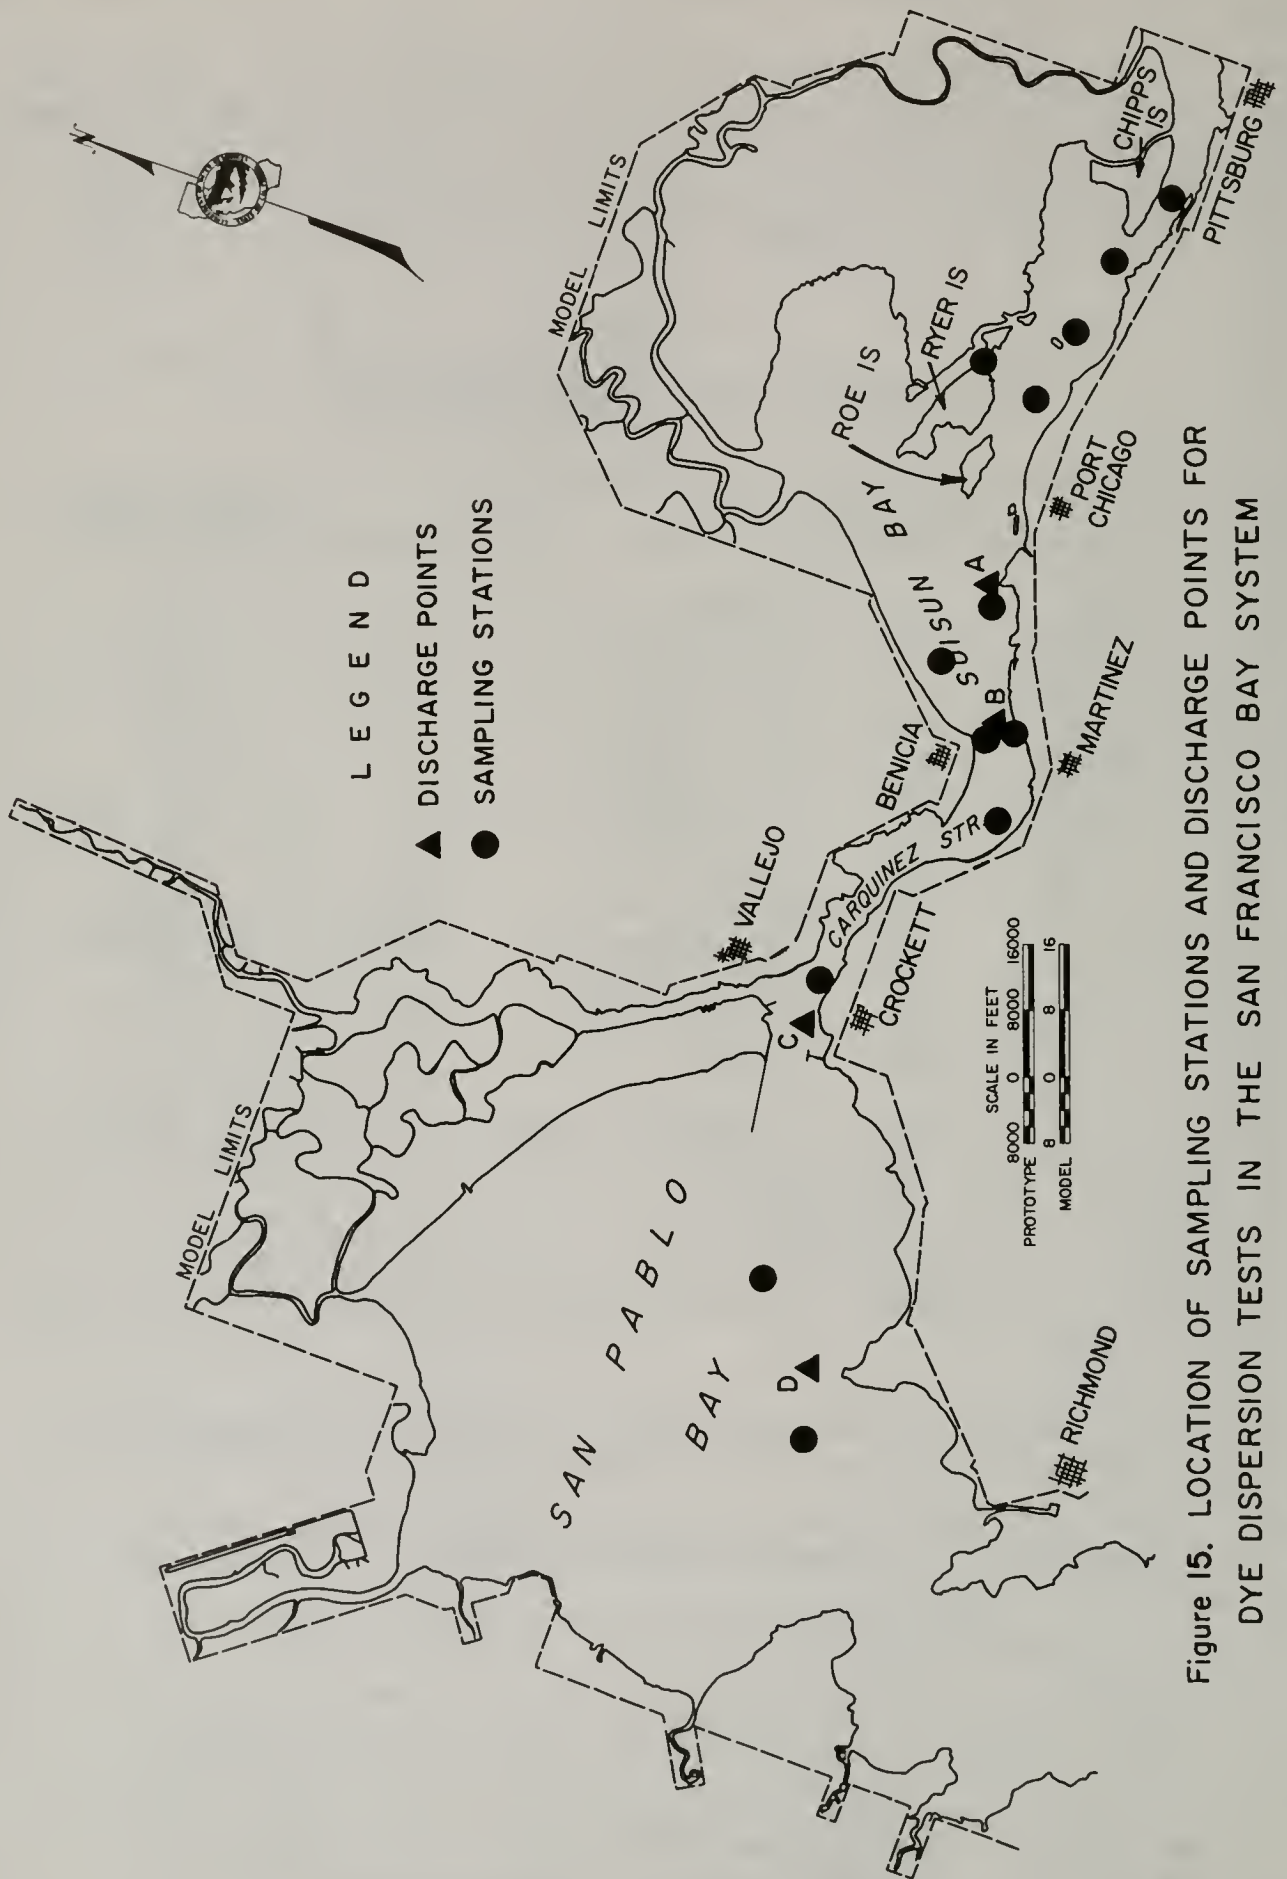 N
MODEL LIMITS
MODEL LIMITS
LEGEND
DISCHARGE POINTS
SAMPLING STATIONS
VALLEJO
BENICIA
CARQUINEZ STR
CROCKETT
MARTINEZ
SUISUN BAY
ROE IS
RYER IS
PORT
CHICAGO
CHIPPS
IS
PITTSBURG
A
B
C
D
SAN PABLO
BAY
RICHMOND
SCALE IN FEET
8000 0 8000 16000
PROTOTYPE
8 0 8 16
MODEL
Figure 15. LOCATION OF SAMPLING STATIONS AND DISCHARGE POINTS FOR
DYE DISPERSION TESTS IN THE SAN FRANCISCO BAY SYSTEM